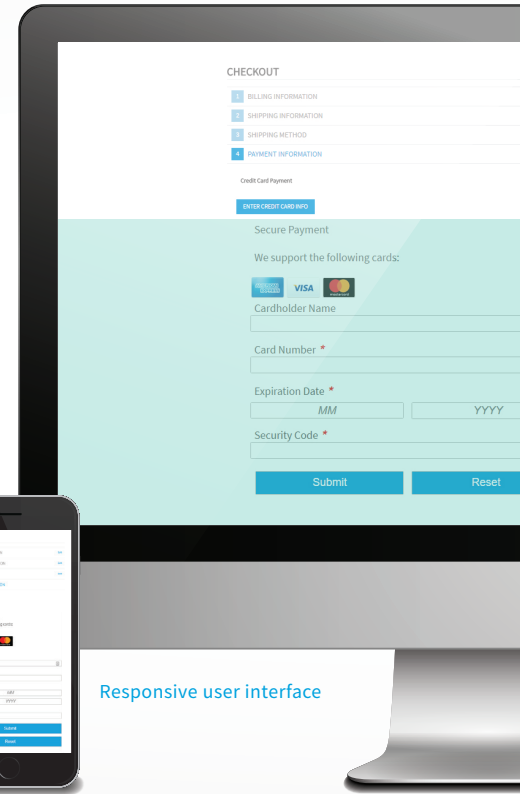 CHECKOUT
1 BILLING INFORMATION
2 SHIPPING INFORMATION
3 SHIPPING METHOD
4 PAYMENT INFORMATION
Credit Card Payment
ENTER CREDIT CARD INFO
Secure Payment
We support the following cards:
VISA
Cardholder Name
Card Number *
Expiration Date *
MM YYYY
Security Code *
Submit Reset
MM
YYYY
Submit
Reset
Responsive user interface